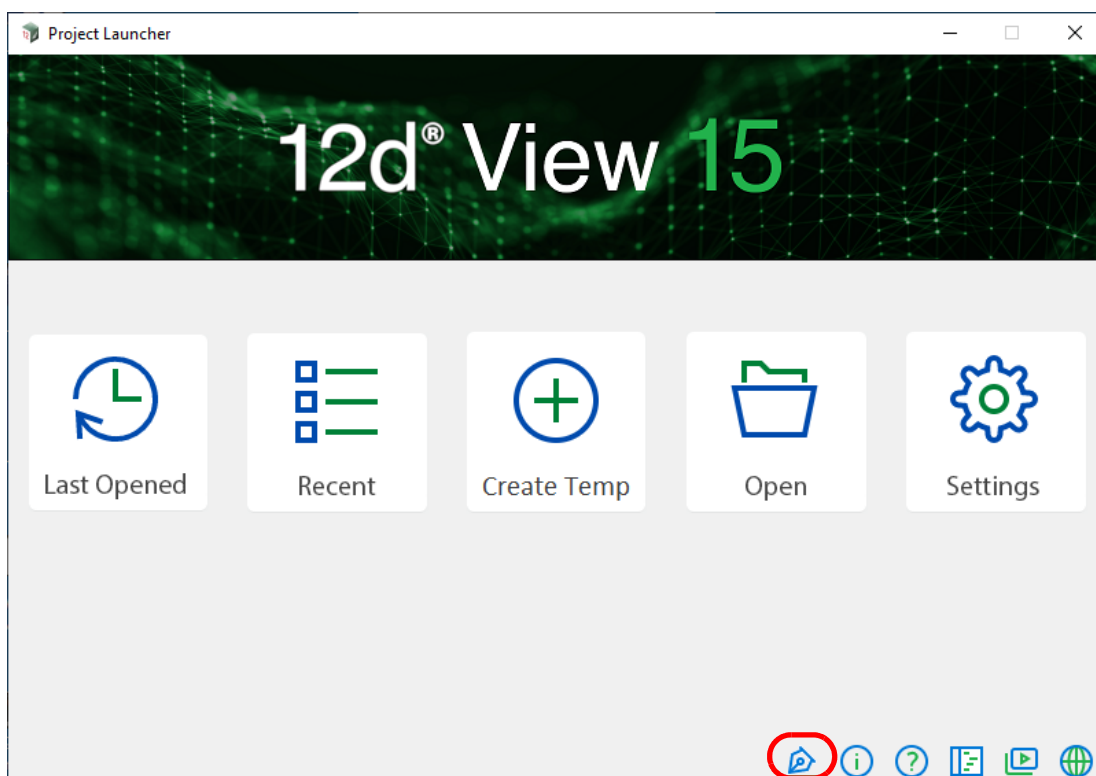 Project Launcher
12d® View 15
Last Opened
Recent
Create Temp
Open
Settings